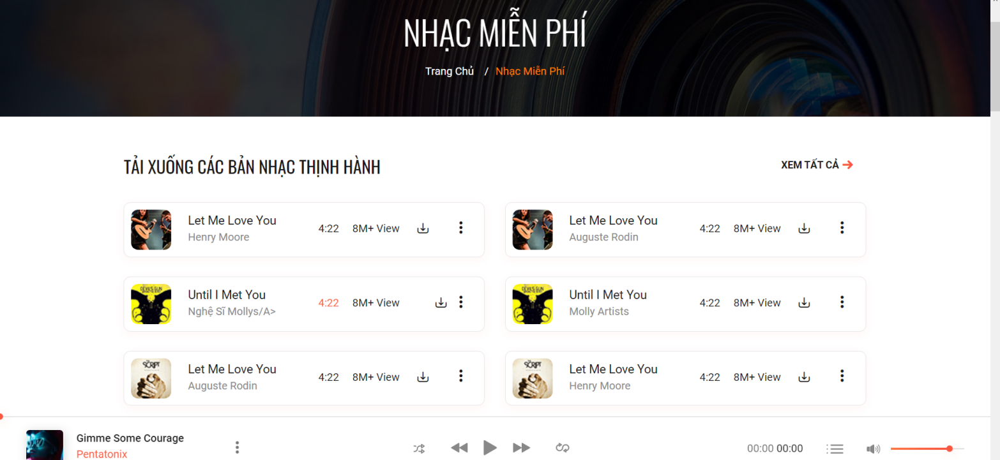 NHẠC MIỄN PHÍ
Trang Chủ / Nhạc Miễn Phí
TẢI XUỐNG CÁC BẢN NHẠC THỊNH HÀNH
XEM TẤT CẢ
Let Me Love You
Henry Moore
4:22 8M+ View
Let Me Love You
Auguste Rodin
4:22 8M+ View
Until I Met You
Nghệ Sĩ Mollys/A>
4:22 8M+ View
Until I Met You
Molly Artists
4:22 8M+ View
SCRIPT
Let Me Love You
Auguste Rodin
4:22 8M+ View
SCRIPT
Let Me Love You
Henry Moore
4:22 8M+ View
Gimme Some Courage
Pentatonix
00:00 00:00